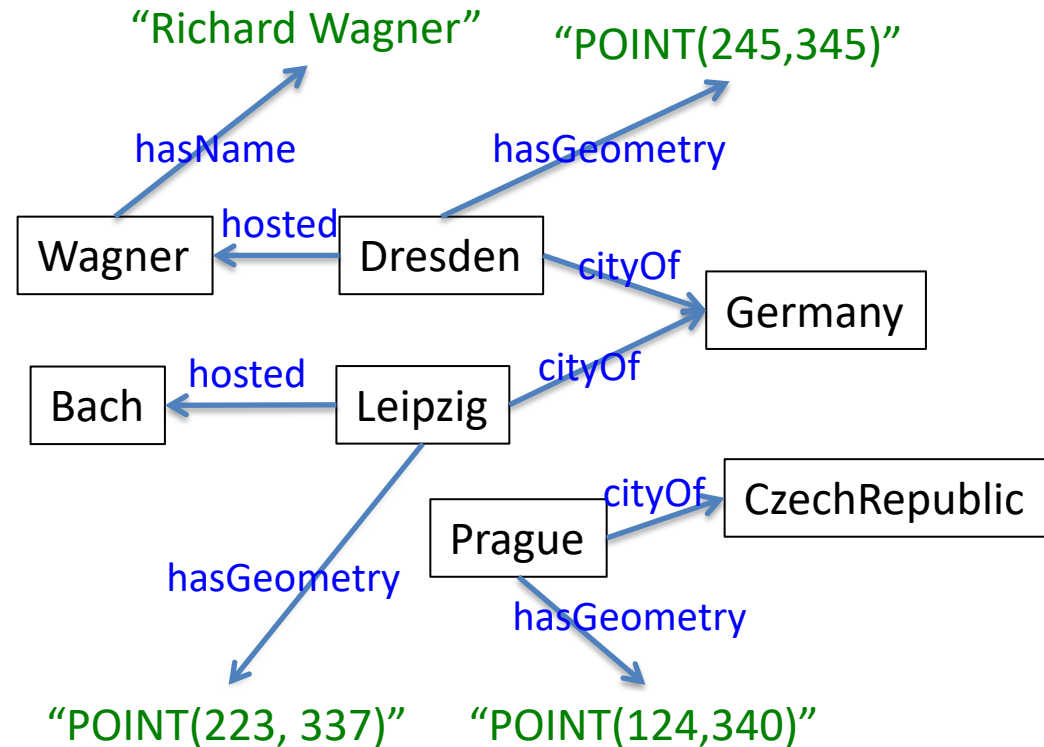 “Richard Wagner”
“POINT(245,345)”
hasName
hasGeometry
hosted
Wagner
Dresden
cityOf
Germany
hosted
cityOf
Bach
Leipzig
cityOf
CzechRepublic
Prague
hasGeometry
hasGeometry
“POINT(223, 337)”
“POINT(124,340)”